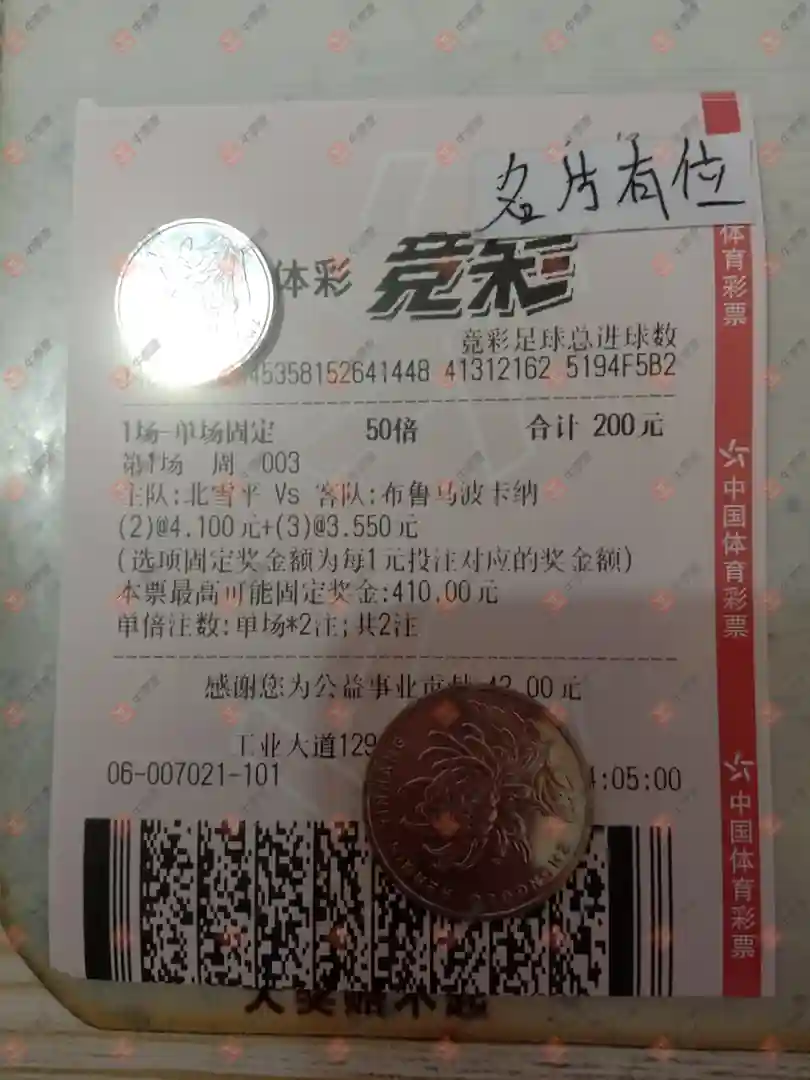 名片有位
体彩 竞彩
竞彩足球总进球数
45358152641448 41312162 5194F5B2
1场-单场固定 50倍 合计 200元
第1场 周 003
主队:北雪平 Vs 客队:布鲁马波卡纳
(2)@4.100元+(3)@3.550元
(选项固定奖金额为每1元投注对应的奖金额)
本票最高可能固定奖金:410.00元
单倍注数:单场*2注;共2注
感谢您为公益事业贡献 42.00元
工业大道129
06-007021-101 4:05:00
体育彩票
中国体育彩票
中国体育彩票